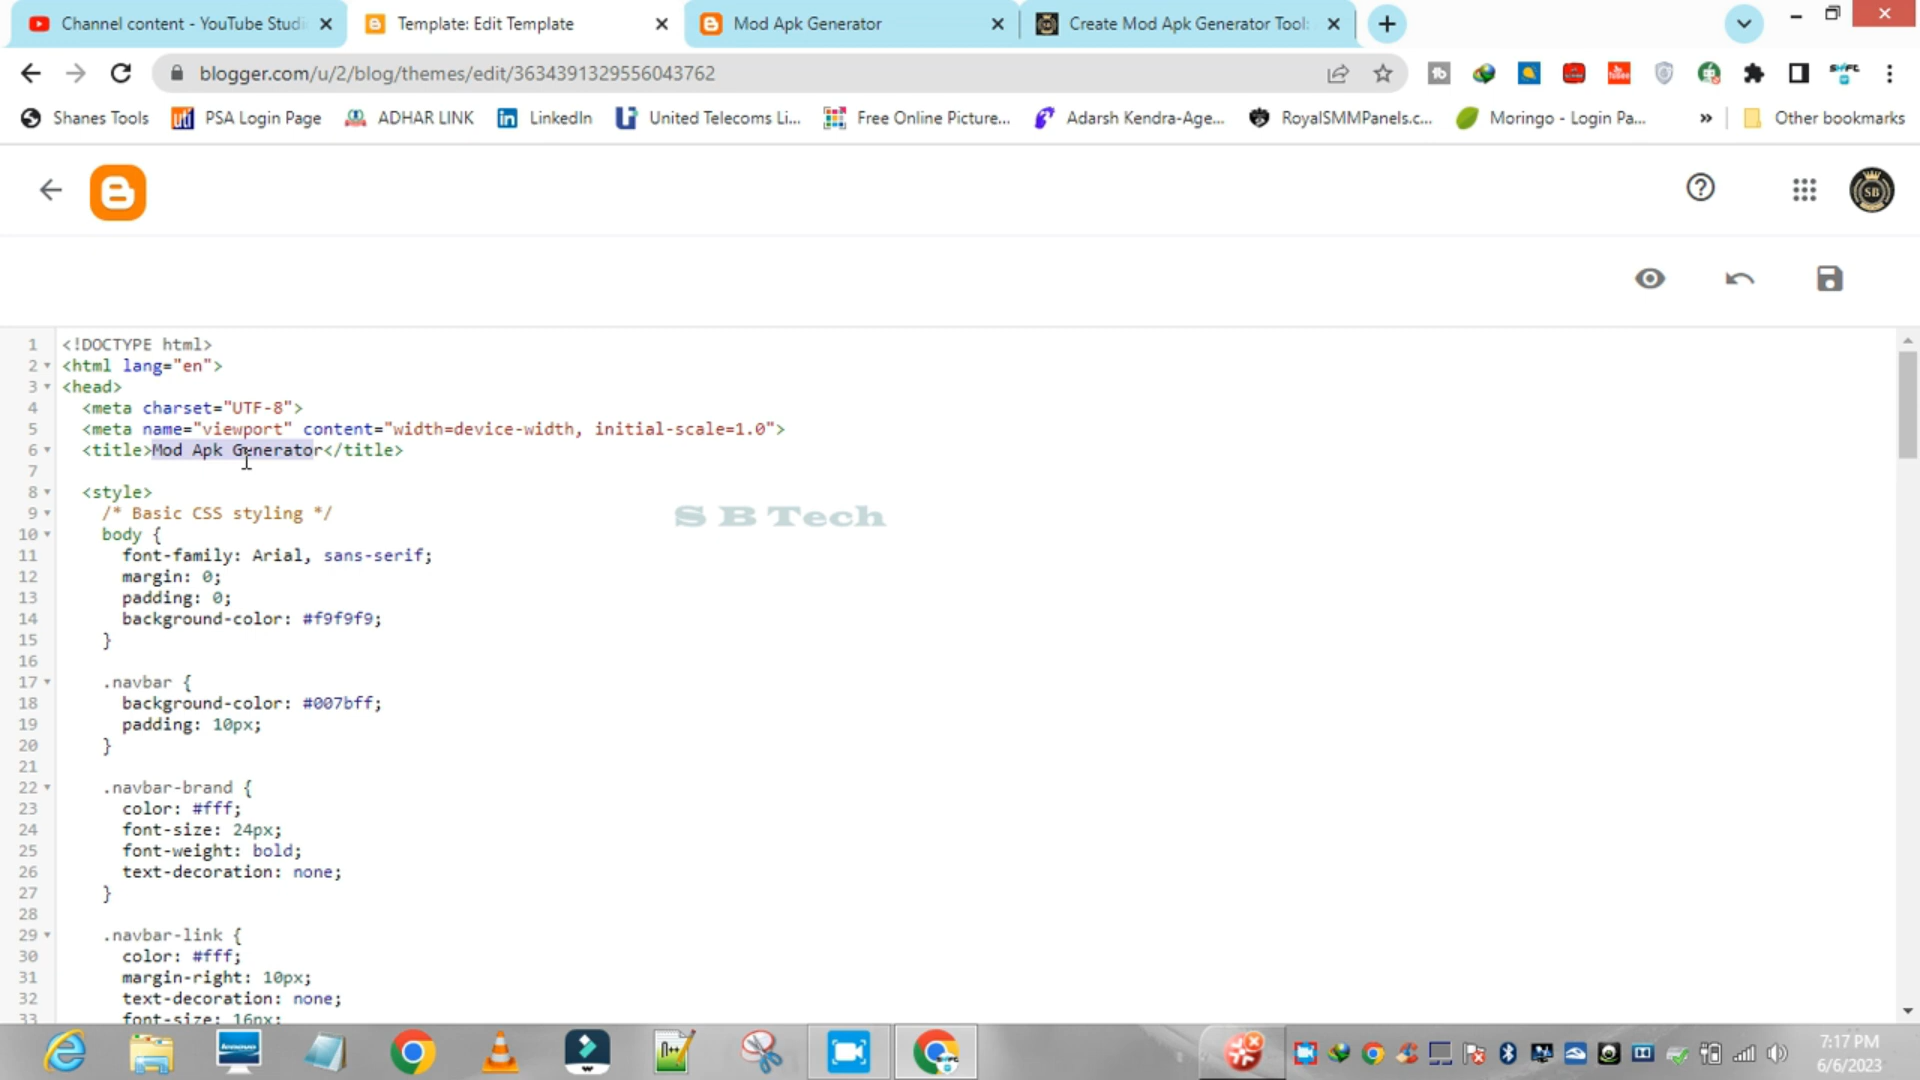 Channel content - YouTube Studi
Template: Edit Template
Mod Apk Generator
Create Mod Apk Generator Tool:
blogger.com/u/2/blog/themes/edit/3634391329556043762
Shanes Tools
PSA Login Page
ADHAR LINK
LinkedIn
United Telecoms Li...
Free Online Picture...
Adarsh Kendra-Age...
RoyalSMMPanels.c...
Moringo - Login Pa...
»
Other bookmarks
1 <!DOCTYPE html>
2 <html lang="en">
3 <head>
4 <meta charset="UTF-8">
5 <meta name="viewport" content="width=device-width, initial-scale=1.0">
6 <title>Mod Apk Generator</title>
7
8 <style>
9 /* Basic CSS styling */
10 body {
11 font-family: Arial, sans-serif;
12 margin: 0;
13 padding: 0;
14 background-color: #f9f9f9;
15 }
16
17 .navbar {
18 background-color: #007bff;
19 padding: 10px;
20 }
21
22 .navbar-brand {
23 color: #fff;
24 font-size: 24px;
25 font-weight: bold;
26 text-decoration: none;
27 }
28
29 .navbar-link {
30 color: #fff;
31 margin-right: 10px;
32 text-decoration: none;
33 font-size: 16px;
S B Tech
7:17 PM
6/6/2023